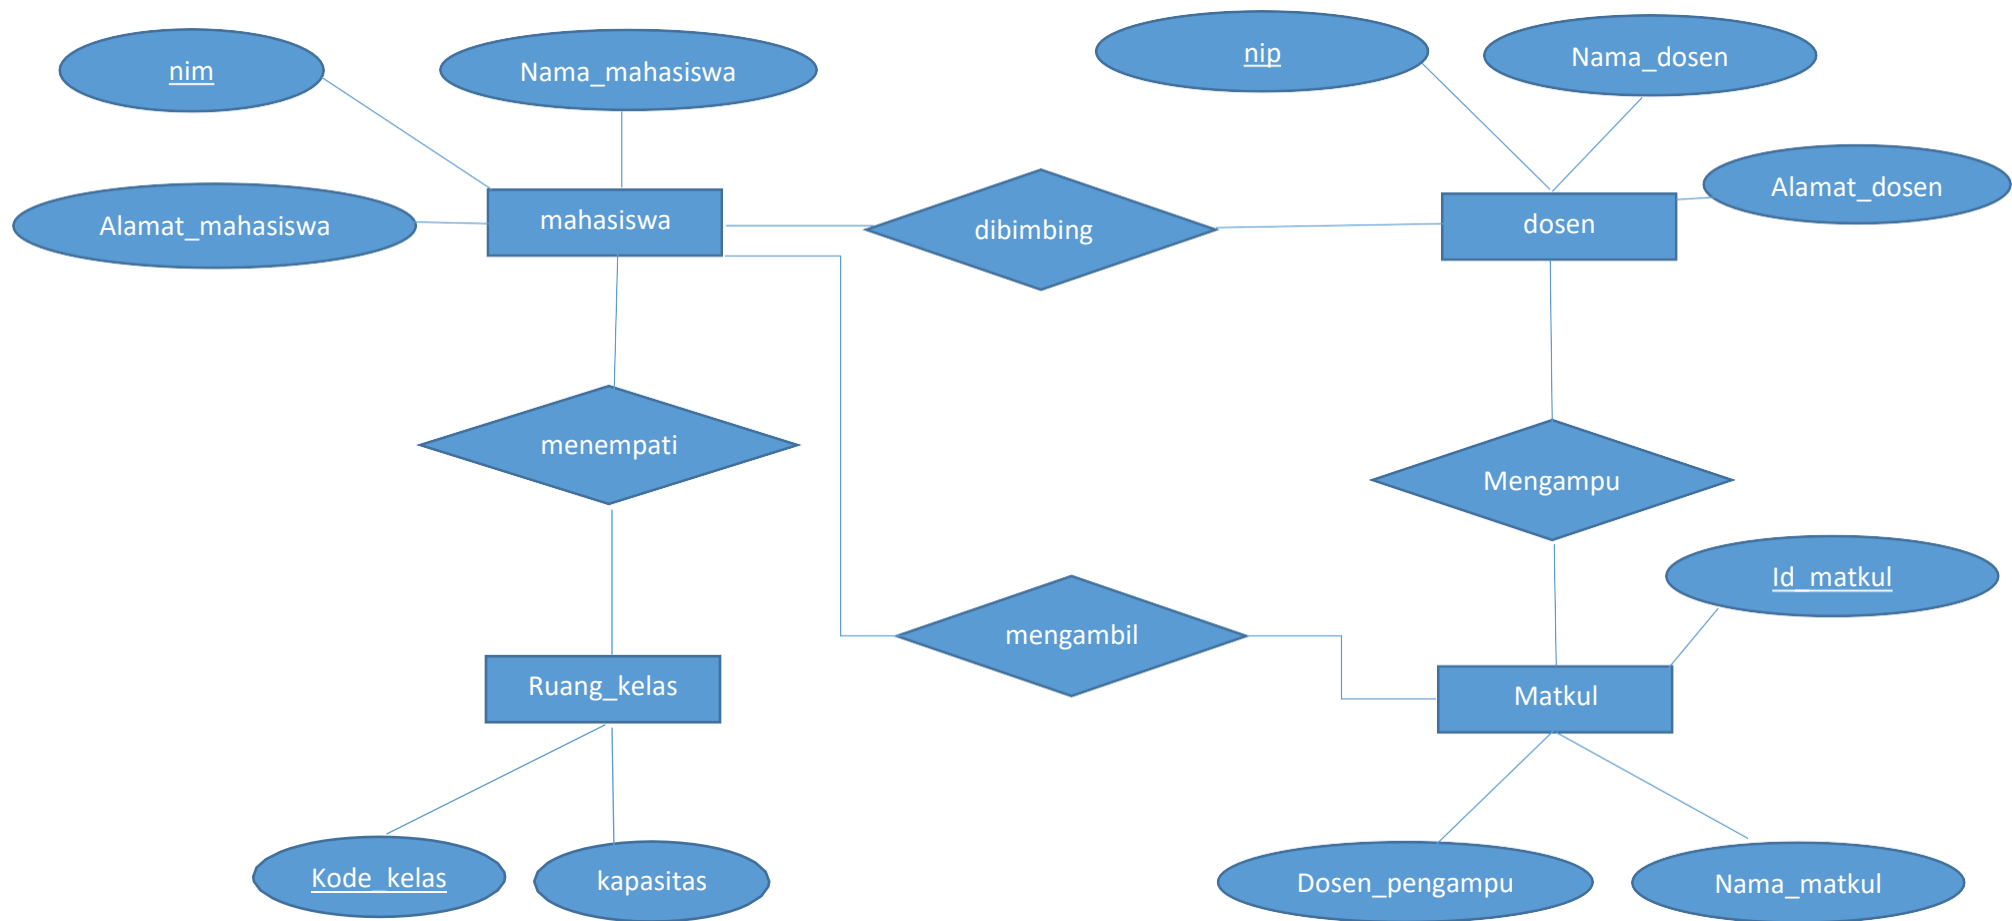 nim
Nama_mahasiswa
nip
Nama_dosen
Alamat_mahasiswa
mahasiswa
dibimbing
dosen
Alamat_dosen
menempati
Mengampu
Id_matkul
mengambil
Ruang_kelas
Matkul
Kode_kelas
kapasitas
Dosen_pengampu
Nama_matkul